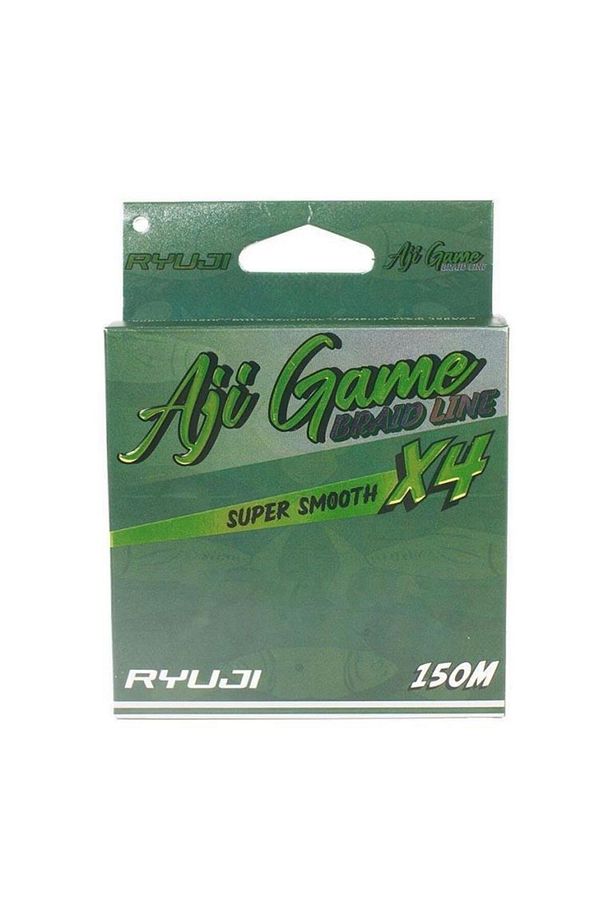 RYUJI
Aji Game
BRAID LINE
Aji Game
BRAID LINE
SUPER SMOOTH X4
RYUJI
150M